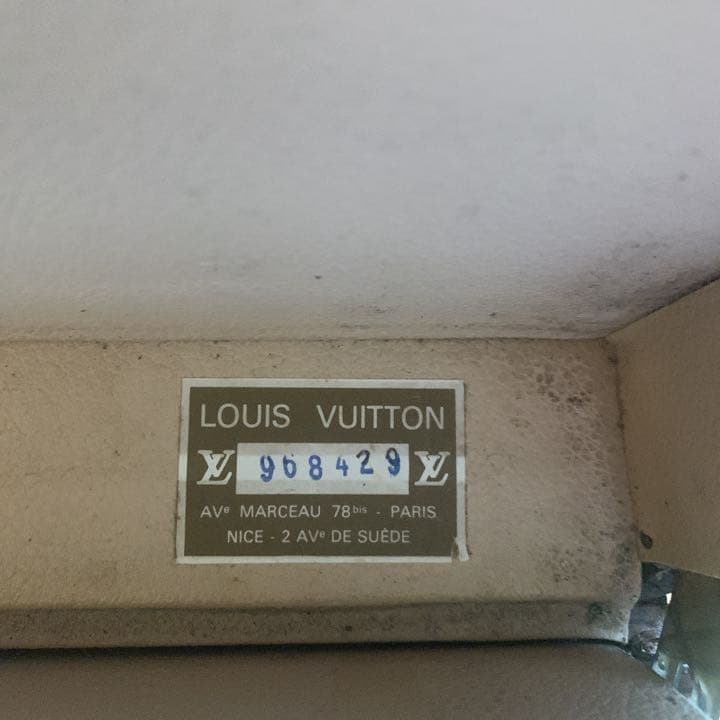 LOUIS VUITTON
LV 968429 LV
AVe MARCEAU 78bis - PARIS
NICE - 2 AVe DE SUÈDE